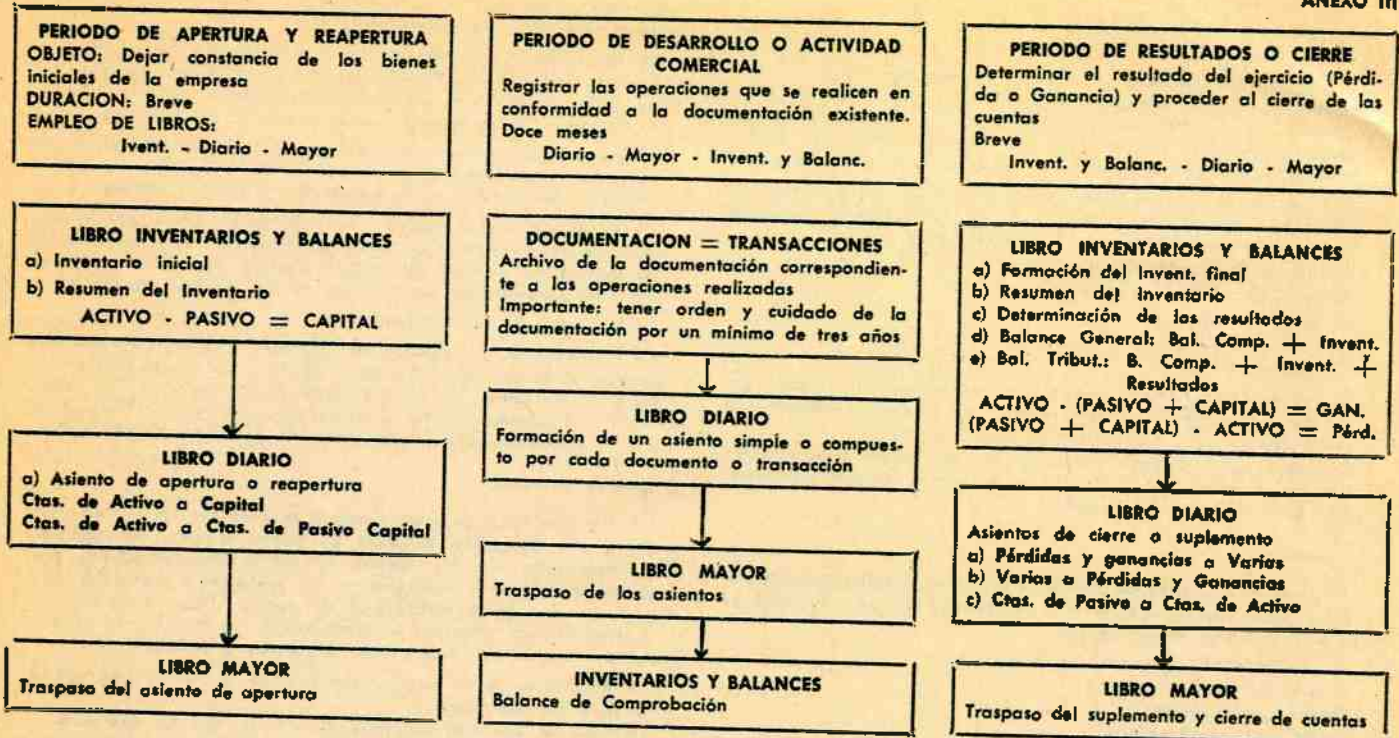 ANEXO III
PERIODO DE APERTURA Y REAPERTURA
OBJETO: Dejar constancia de los bienes
iniciales de la empresa
DURACION: Breve
EMPLEO DE LIBROS:
Ivent. - Diario - Mayor
LIBRO INVENTARIOS Y BALANCES
a) Inventario inicial
b) Resumen del Inventario
ACTIVO - PASIVO = CAPITAL
LIBRO DIARIO
a) Asiento de apertura o reapertura
Ctas. de Activo a Capital
Ctas. de Activo a Ctas. de Pasivo Capital
LIBRO MAYOR
Traspaso del asiento de apertura
PERIODO DE DESARROLLO O ACTIVIDAD
COMERCIAL
Registrar las operaciones que se realicen en
conformidad a la documentación existente.
Doce meses
Diario - Mayor - Invent. y Balanc.
DOCUMENTACION = TRANSACCIONES
Archivo de la documentación correspondien-
te a las operaciones realizadas
Importante: tener orden y cuidado de la
documentación por un mínimo de tres años
LIBRO DIARIO
Formación de un asiento simple o compues-
to por cada documento o transacción
LIBRO MAYOR
Traspaso de los asientos
INVENTARIOS Y BALANCES
Balance de Comprobación
PERIODO DE RESULTADOS O CIERRE
Determinar el resultado del ejercicio (Pérdi-
da o Ganancia) y proceder al cierre de las
cuentas
Breve
Invent. y Balanc. - Diario - Mayor
LIBRO INVENTARIOS Y BALANCES
a) Formación del Invent. final
b) Resumen del Inventario
c) Determinación de los resultados
d) Balance General: Bal. Comp. + Invent.
e) Bal. Tribut.: B. Comp. + Invent. +
Resultados
ACTIVO - (PASIVO + CAPITAL) = GAN.
(PASIVO + CAPITAL) - ACTIVO = Pérd.
LIBRO DIARIO
Asientos de cierre o suplemento
a) Pérdidas y ganancias a Varios
b) Varios a Pérdidas y Ganancias
c) Ctas. de Pasivo a Ctas. de Activo
LIBRO MAYOR
Traspaso del suplemento y cierre de cuentas